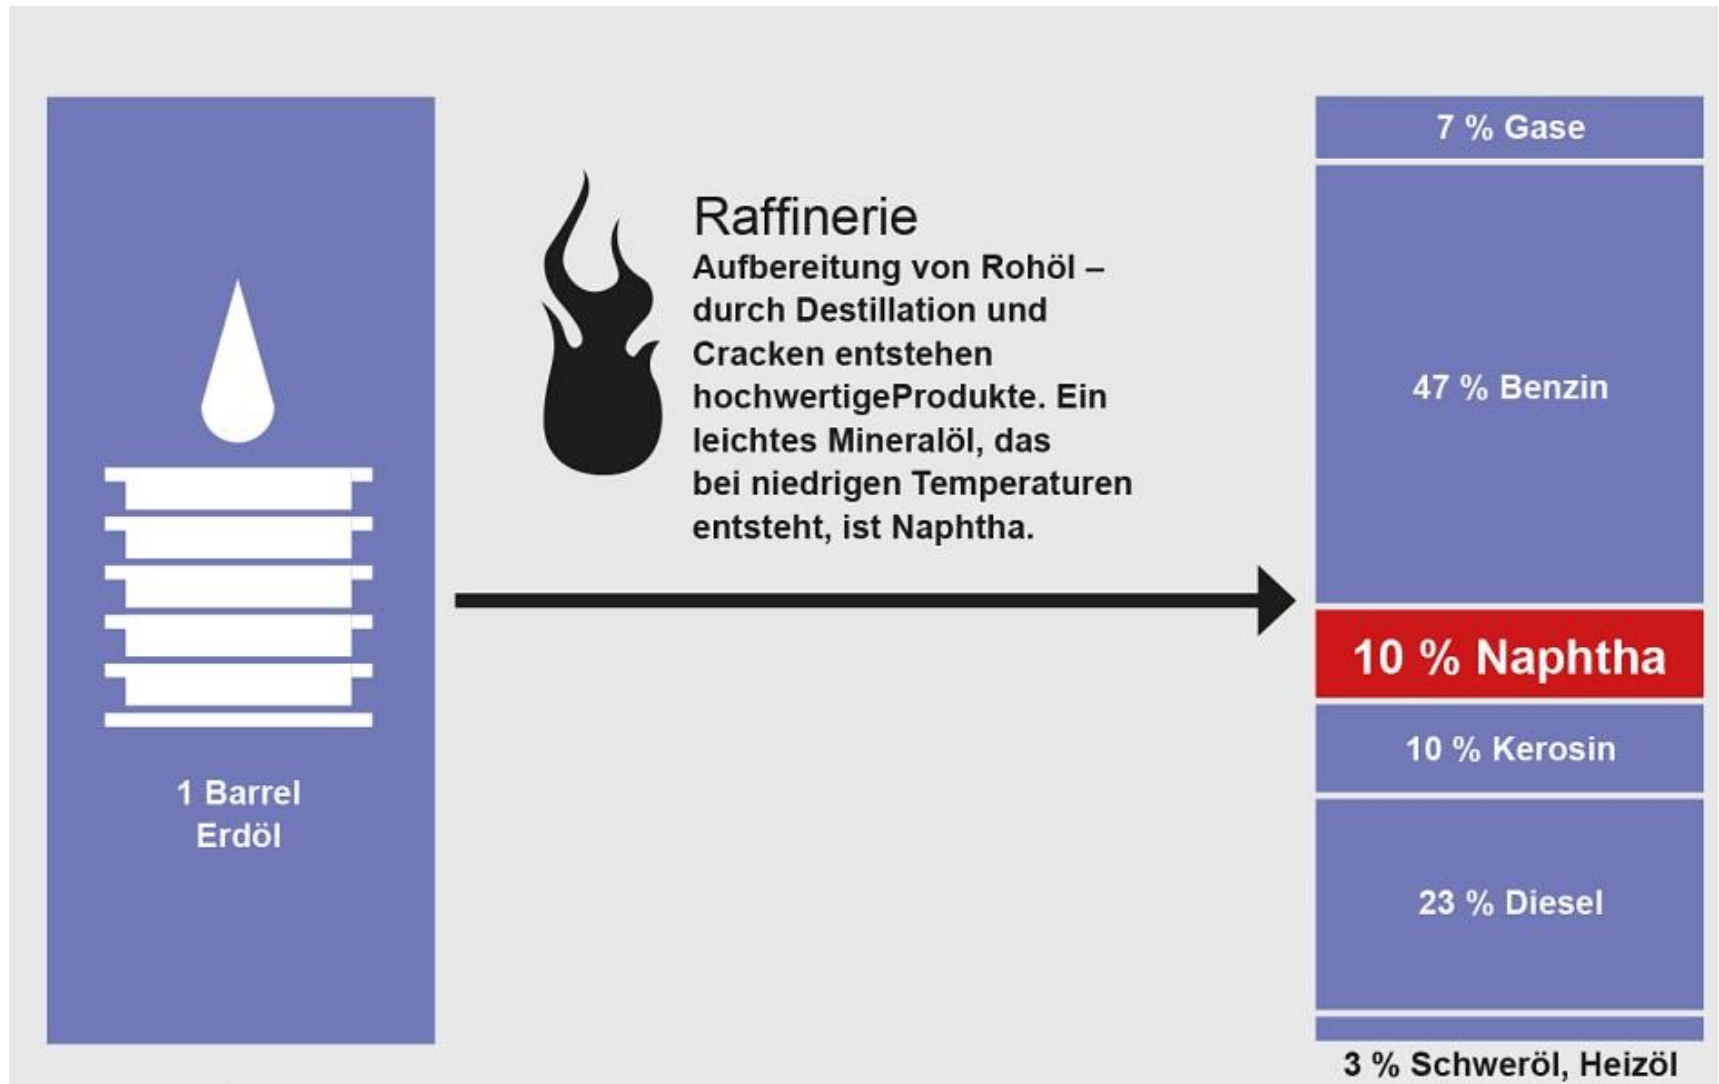 1 Barrel
Erdöl
Raffinerie
Aufbereitung von Rohöl –
durch Destillation und
Cracken entstehen
hochwertigeProdukte. Ein
leichtes Mineralöl, das
bei niedrigen Temperaturen
entsteht, ist Naphtha.
7 % Gase
47 % Benzin
10 % Naphtha
10 % Kerosin
23 % Diesel
3 % Schweröl, Heizöl